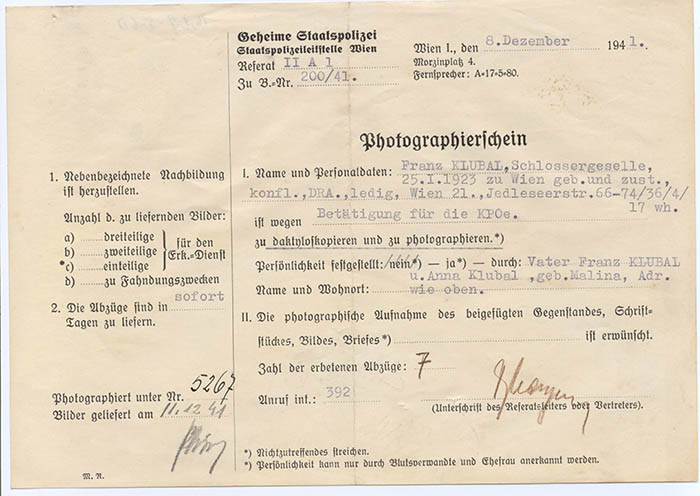 Geheime Staatspolizei
Staatspolizeileitstelle Wien
Referat II A 1
Zu B.-Nr. 200/41.
Wien I., den 8.Dezember 1941.
Morzinplatz 4.
Fernsprecher: A=17=5=80.
Photographierschein
1. Nebenbezeichnete Nachbildung
ist herzustellen.
Anzahl d. zu liefernden Bilder:
a) dreiteilige
b) zweiteilige
*c) einteilige
für den
Erk.=Dienst
d) zu Fahndungszwecken
2. Die Abzüge sind in sofort
Tagen zu liefern.
Photographiert unter Nr. 5267
Bilder geliefert am 11.12.41
M. R.
I. Name und Personaldaten: Franz KLUBAL,Schlossergeselle,
25.I.1923 zu Wien geb.und zust.,
konfl.,DRA.,ledig, Wien 21.,Jedleseerstr.66-74/36/4/
17 wh.
ist wegen Betätigung für die KPOe.
zu daktyloskopieren und zu photographieren.*)
Persönlichkeit festgestellt: nein*) — ja*) — durch: Vater Franz KLUBAL
u.Anna Klubal ,geb.Malina, Adr.
Name und Wohnort: wie oben.
II. Die photographische Aufnahme des beigefügten Gegenstandes, Schrift=
stückes, Bildes, Briefes*) ist erwünscht.
Zahl der erbetenen Abzüge: 7
Anruf int.: 392
(Unterschrift des Referatsleiters oder Vertreters).
*) Nichtzutreffendes streichen.
*) Persönlichkeit kann nur durch Blutsverwandte und Ehefrau anerkannt werden.